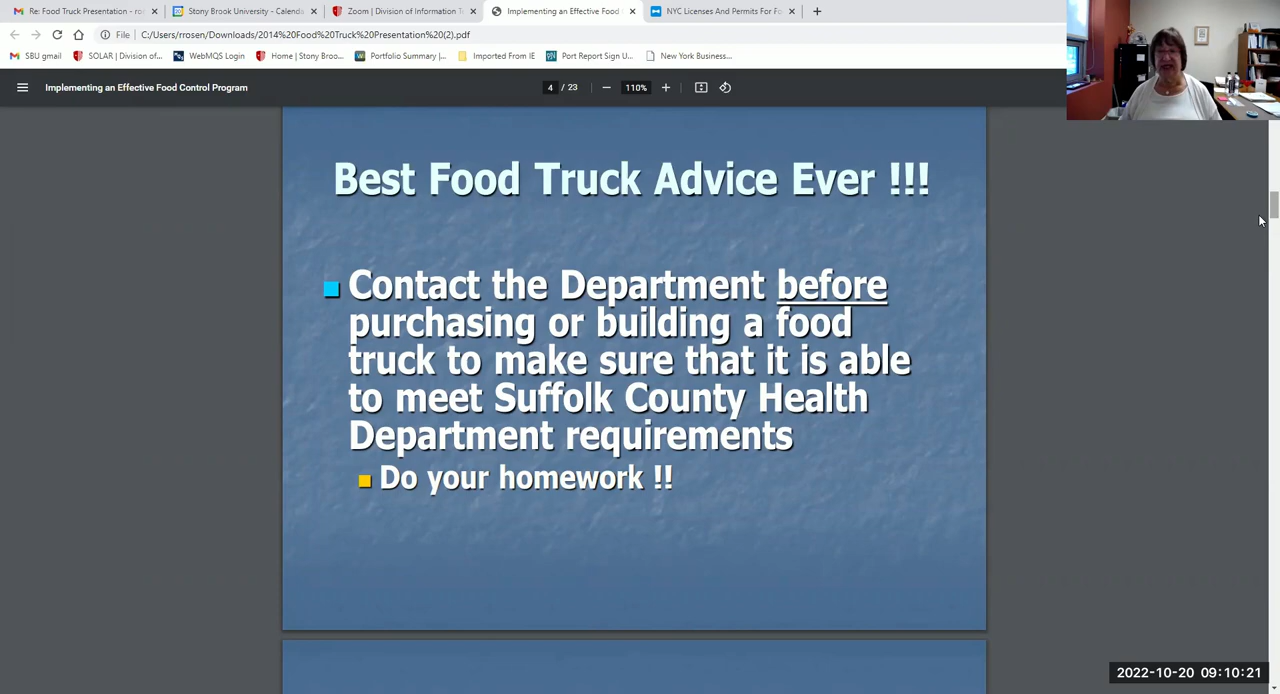 Re: Food Truck Presentation - ro
Stony Brook University - Calenda
Zoom | Division of Information T
Implementing an Effective Food
NYC Licenses And Permits For Fo
File
C:/Users/rrosen/Downloads/2014%20Food%20Truck%20Presentation%20(2).pdf
SBU gmail
SOLAR | Division of...
WebMQS Login
Home | Stony Broo...
Portfolio Summary |...
Imported From IE
Port Report Sign U...
New York Business...
Implementing an Effective Food Control Program
4 / 23
110%
Best Food Truck Advice Ever !!!
Contact the Department before
purchasing or building a food
truck to make sure that it is able
to meet Suffolk County Health
Department requirements
Do your homework !!
2022-10-20 09:10:21